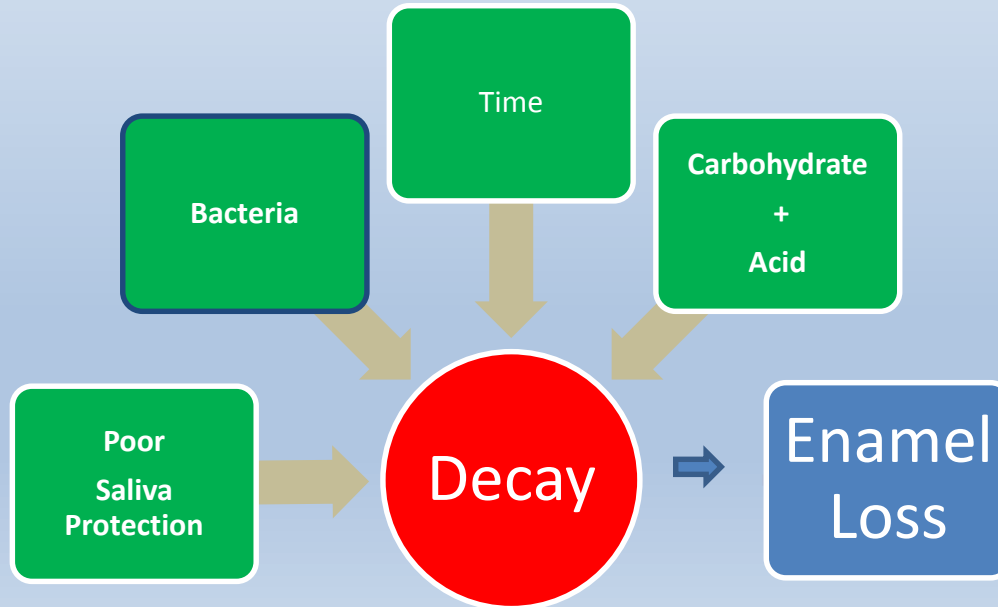 Time
Bacteria
Carbohydrate
+
Acid
Poor
Saliva
Protection
Decay
Enamel
Loss